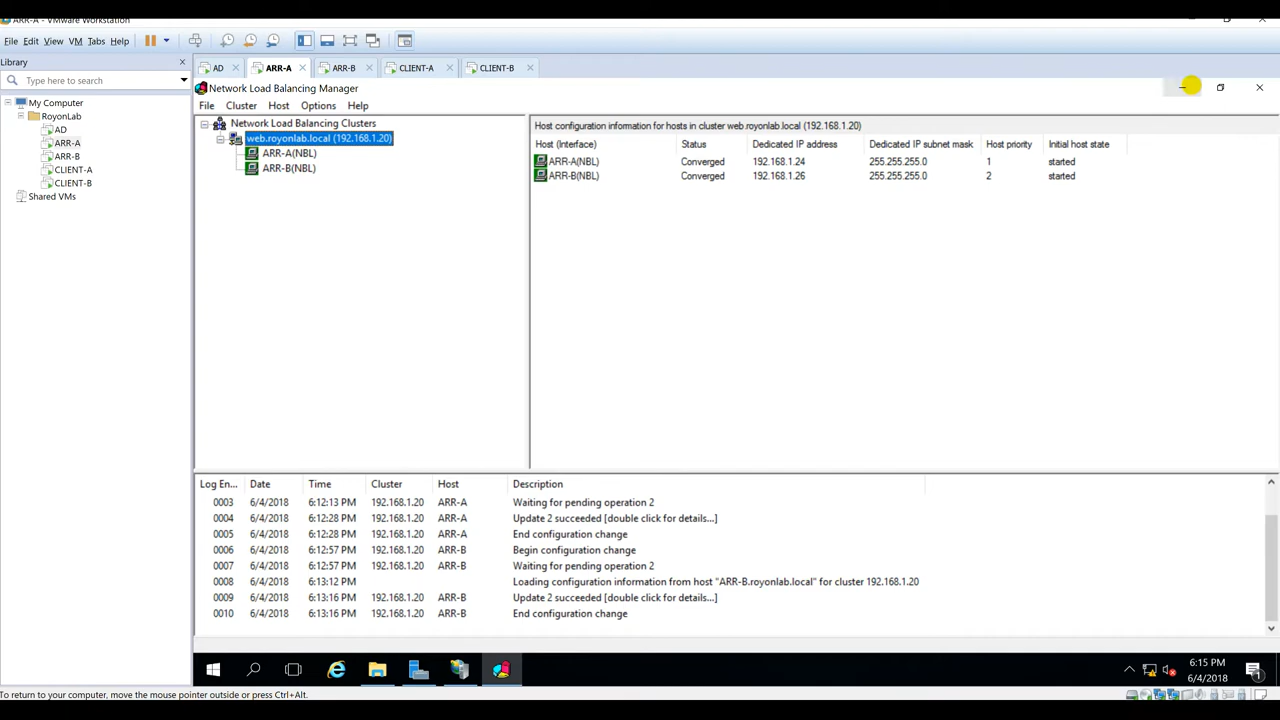 ARR-A - VMware Workstation
File Edit View VM Tabs Help
Library
Type here to search
My Computer
RoyonLab
AD
ARR-A
ARR-B
CLIENT-A
CLIENT-B
Shared VMs
AD ARR-A ARR-B CLIENT-A CLIENT-B
Network Load Balancing Manager
File Cluster Host Options Help
Network Load Balancing Clusters
web.royonlab.local (192.168.1.20)
ARR-A(NBL)
ARR-B(NBL)
Host configuration information for hosts in cluster web.royonlab.local (192.168.1.20)
Host (Interface) Status Dedicated IP address Dedicated IP subnet mask Host priority Initial host state
ARR-A(NBL) Converged 192.168.1.24 255.255.255.0 1 started
ARR-B(NBL) Converged 192.168.1.26 255.255.255.0 2 started
Log En... Date Time Cluster Host Description
0003 6/4/2018 6:12:13 PM 192.168.1.20 ARR-A Waiting for pending operation 2
0004 6/4/2018 6:12:28 PM 192.168.1.20 ARR-A Update 2 succeeded [double click for details...]
0005 6/4/2018 6:12:28 PM 192.168.1.20 ARR-A End configuration change
0006 6/4/2018 6:12:57 PM 192.168.1.20 ARR-B Begin configuration change
0007 6/4/2018 6:12:57 PM 192.168.1.20 ARR-B Waiting for pending operation 2
0008 6/4/2018 6:13:12 PM Loading configuration information from host "ARR-B.royonlab.local" for cluster 192.168.1.20
0009 6/4/2018 6:13:16 PM 192.168.1.20 ARR-B Update 2 succeeded [double click for details...]
0010 6/4/2018 6:13:16 PM 192.168.1.20 ARR-B End configuration change
6:15 PM
6/4/2018
1
To return to your computer, move the mouse pointer outside or press Ctrl+Alt.